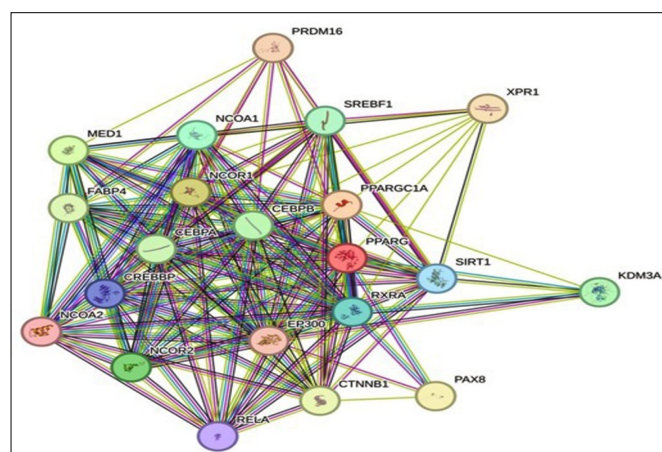 PRDM16
XPR1
SREBF1
NCOA1
MED1
NCOR1
FABP4
PPARGC1A
CEBPB
CEBPA
PPARG
SIRT1
CREBBP
KDM3A
RXRA
NCOA2
EP300
NCOR2
CTNNB1
PAX8
RELA